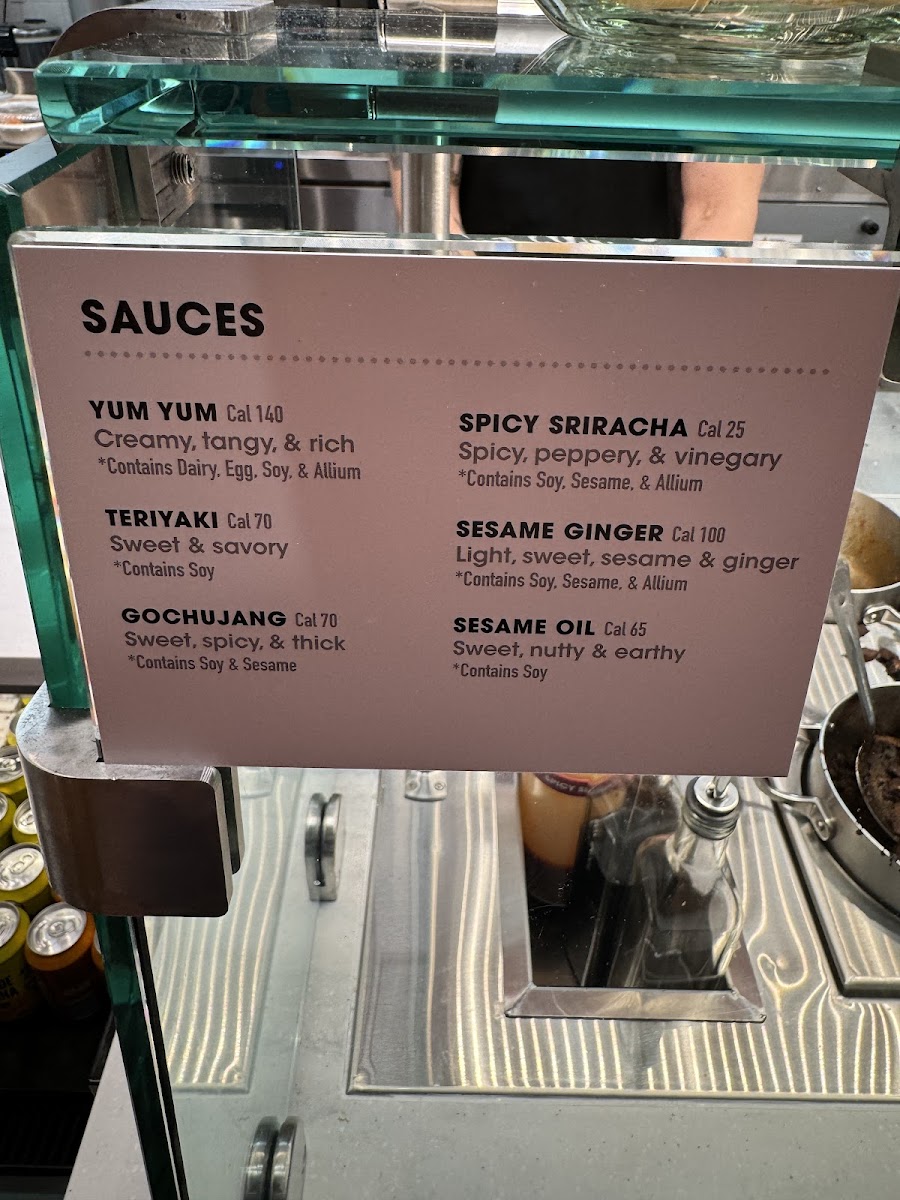 SAUCES
YUM YUM Cal 140
Creamy, tangy, & rich
*Contains Dairy, Egg, Soy, & Allium
TERIYAKI Cal 70
Sweet & savory
*Contains Soy
GOCHUJANG Cal 70
Sweet, spicy, & thick
*Contains Soy & Sesame
SPICY SRIRACHA Cal 25
Spicy, peppery, & vinegary
*Contains Soy, Sesame, & Allium
SESAME GINGER Cal 100
Light, sweet, sesame & ginger
*Contains Soy, Sesame, & Allium
SESAME OIL Cal 65
Sweet, nutty & earthy
*Contains Soy
SPICY